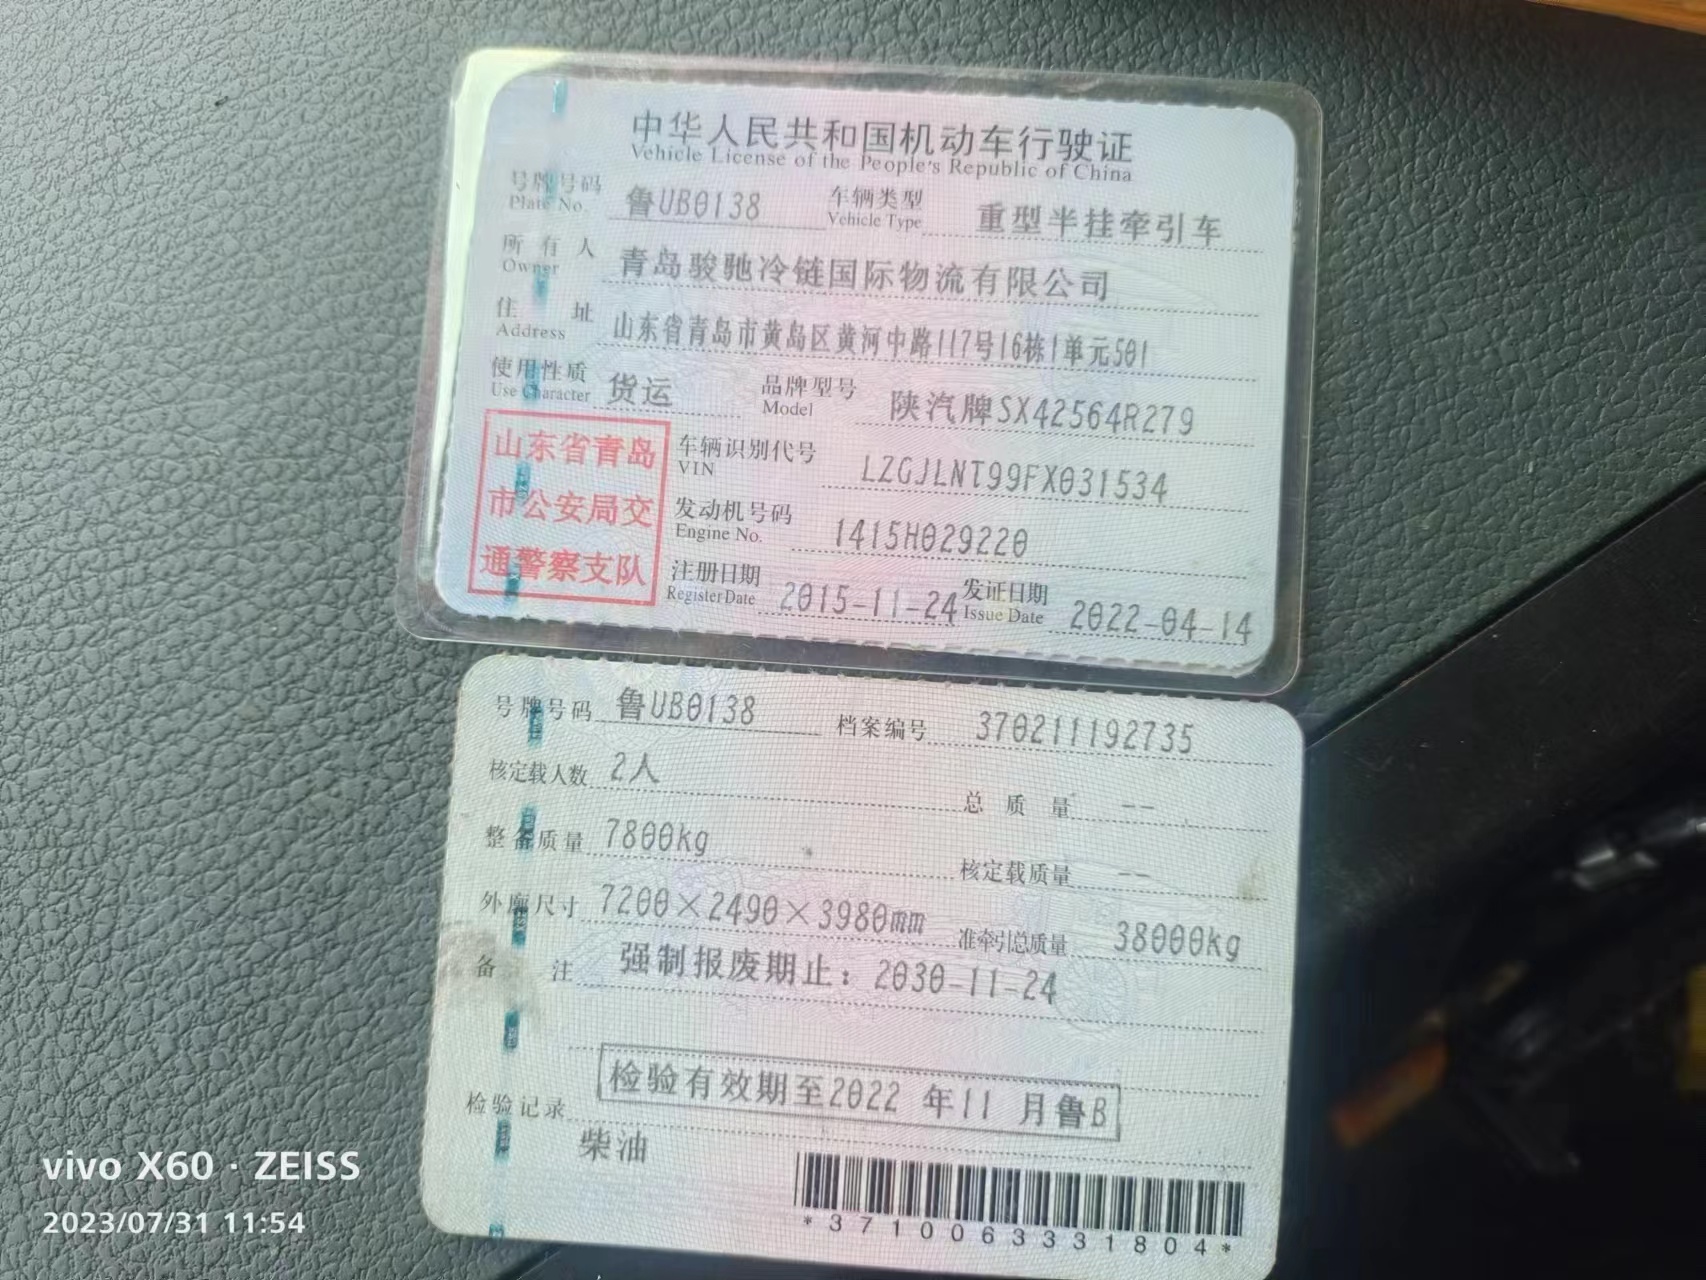 中华人民共和国机动车行驶证
Vehicle License of the People's Republic of China
号牌号码 鲁UB0138 车辆类型 重型半挂牵引车
Plate No. Vehicle Type
所有人 青岛骏驰冷链国际物流有限公司
Owner
住址 山东省青岛市黄岛区黄河中路117号16栋1单元501
Address
使用性质 货运 品牌型号 陕汽牌SX42564R279
Use Character Model
山东省青岛
市公安局交
通警察支队
车辆识别代号 LZGJLNT99FX031534
VIN
发动机号码 1415H029220
Engine No.
注册日期 2015-11-24 发证日期 2022-04-14
Register Date Issue Date
号牌号码 鲁UB0138 档案编号 370211192735
核定载人数 2人 总质量 --
整备质量 7800kg 核定载质量 --
外廓尺寸 7200×2490×3980mm 准牵引总质量 38000kg
备注 强制报废期止：2030-11-24
检验有效期至2022 年11 月鲁B
检验记录
柴油
*3710063331804*
vivo X60 · ZEISS
2023/07/31 11:54